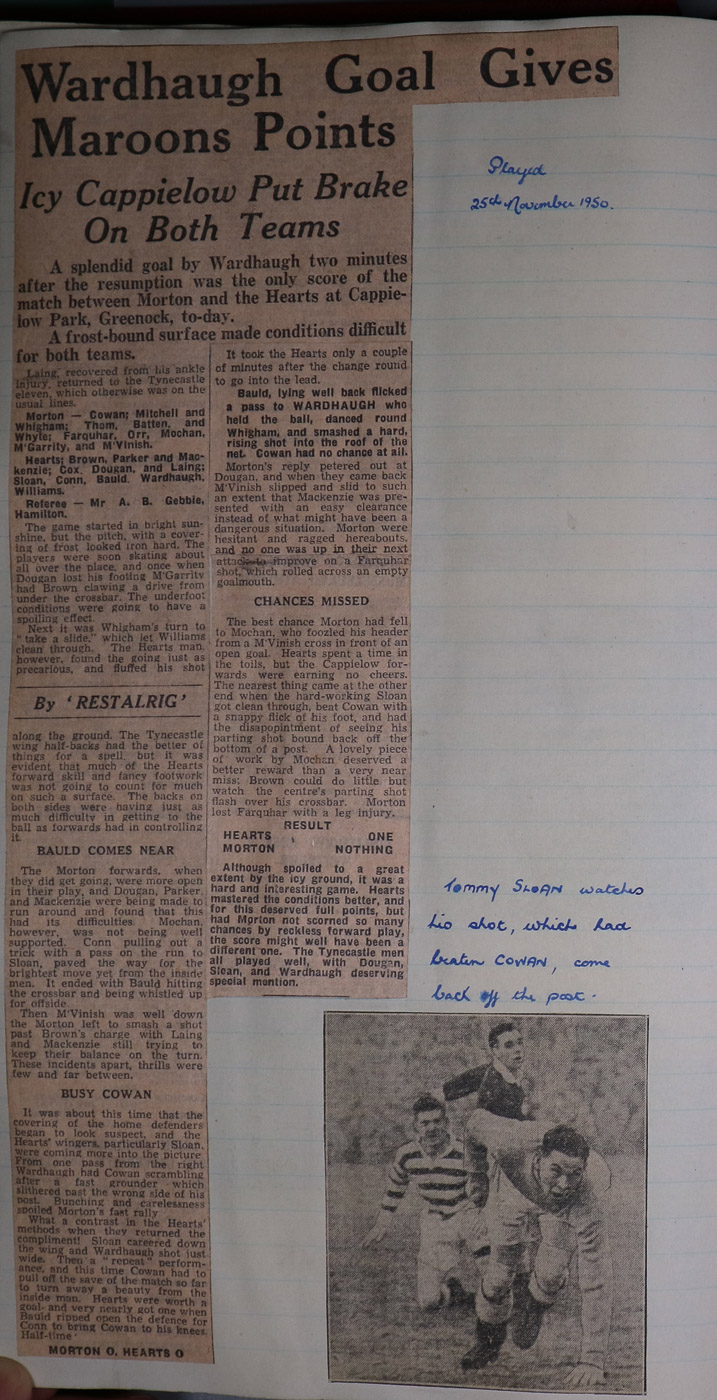 Wardhaugh Goal Gives
Maroons Points
Icy Cappielow Put Brake
On Both Teams
A splendid goal by Wardhaugh two minutes
after the resumption was the only score of the
match between Morton and the Hearts at Cappie-
low Park, Greenock, to-day.
A frost-bound surface made conditions difficult
for both teams.
Laing, recovered from his ankle
injury, returned to the Tynecastle
eleven, which otherwise was on the
usual lines.
Morton — Cowan; Mitchell and
Whigham; Thom, Batten, and
Whyte; Farquhar, Orr, Mochan,
M'Garrity, and M'Vinish.
Hearts; Brown, Parker and Mac-
kenzie; Cox, Dougan, and Laing;
Sloan, Conn, Bauld, Wardhaugh,
Williams.
Referee — Mr A. B. Gebbie,
Hamilton.
The game started in bright sun-
shine, but the pitch, with a cover-
ing of frost looked iron hard. The
players were soon skating about
all over the place, and once when
Dougan lost his footing M'Garrity
had Brown clawing a drive from
under the crossbar. The underfoot
conditions were going to have a
spoiling effect.
Next it was Whigham's turn to
"take a slide," which let Williams
clean through. The Hearts man,
however, found the going just as
precarious, and fluffed his shot
By 'RESTALRIG'
along the ground. The Tynecastle
wing half-backs had the better of
things for a spell, but it was
evident that much of the Hearts
forward skill and fancy footwork
was not going to count for much
on such a surface. The backs on
both sides were having just as
much difficulty in getting to the
ball as forwards had in controlling
it.
BAULD COMES NEAR
The Morton forwards, when
they did get going, were more open
in their play, and Dougan, Parker,
and Mackenzie were being made to
run around and found that this
had its difficulties. Mochan,
however, was not being well
supported. Conn pulling out a
trick with a pass on the run to
Sloan, paved the way for the
brightest move yet from the inside
men. It ended with Bauld hitting
the crossbar and being whistled up
for offside.
Then M'Vinish was well down
the Morton left to smash a shot
past Brown's charge with Laing
and Mackenzie still trying to
keep their balance on the turn.
These incidents apart, thrills were
few and far between.
BUSY COWAN
It was about this time that the
covering of the home defenders
began to look suspect, and the
Hearts' wingers, particularly Sloan,
were coming more into the picture
From one pass from the right
Wardhaugh had Cowan scrambling
after a fast grounder which
slithered past the wrong side of his
post. Bunching and carelessness
spoiled Morton's fast rally
What a contrast in the Hearts'
methods when they returned the
compliment! Sloan careered down
the wing and Wardhaugh shot just
wide. Then a "repeat" perform-
ance, and this time Cowan had to
pull off the save of the match so far
to turn away a beauty from the
inside man. Hearts were worth a
goal, and very nearly got one when
Bauld ripped open the defence for
Conn to bring Cowan to his knees.
Half-time—
MORTON 0, HEARTS 0
It took the Hearts only a couple
of minutes after the change round
to go into the lead.
Bauld, lying well back flicked
a pass to WARDHAUGH who
held the ball, danced round
Whigham, and smashed a hard,
rising shot into the roof of the
net. Cowan had no chance at all.
Morton's reply petered out at
Dougan, and when they came back
M'Vinish slipped and slid to such
an extent that Mackenzie was pre-
sented with an easy clearance
instead of what might have been a
dangerous situation. Morton were
hesitant and ragged hereabouts,
and no one was up in their next
attack to improve on a Farquhar
shot, which rolled across an empty
goalmouth.
CHANCES MISSED
The best chance Morton had fell
to Mochan, who foozled his header
from a M'Vinish cross in front of an
open goal. Hearts spent a time in
the toils, but the Cappielow for-
wards were earning no cheers.
The nearest thing came at the other
end when the hard-working Sloan
got clean through, beat Cowan with
a snappy flick of his foot, and had
the disapointment of seeing his
parting shot bound back off the
bottom of a post. A lovely piece
of work by Mochan deserved a
better reward than a very near
miss; Brown could do little but
watch the centre's parting shot
flash over his crossbar. Morton
lost Farquhar with a leg injury.
RESULT
HEARTS ONE
MORTON NOTHING
Although spoiled to a great
extent by the icy ground, it was a
hard and interesting game. Hearts
mastered the conditions better, and
for this deserved full points, but
had Morton not scorned so many
chances by reckless forward play,
the score might well have been a
different one. The Tynecastle men
all played well, with Dougan,
Sloan, and Wardhaugh deserving
special mention.
Played
25th November 1950.
Tommy SLOAN watches
his shot, which had
beaten COWAN, come
back off the post.